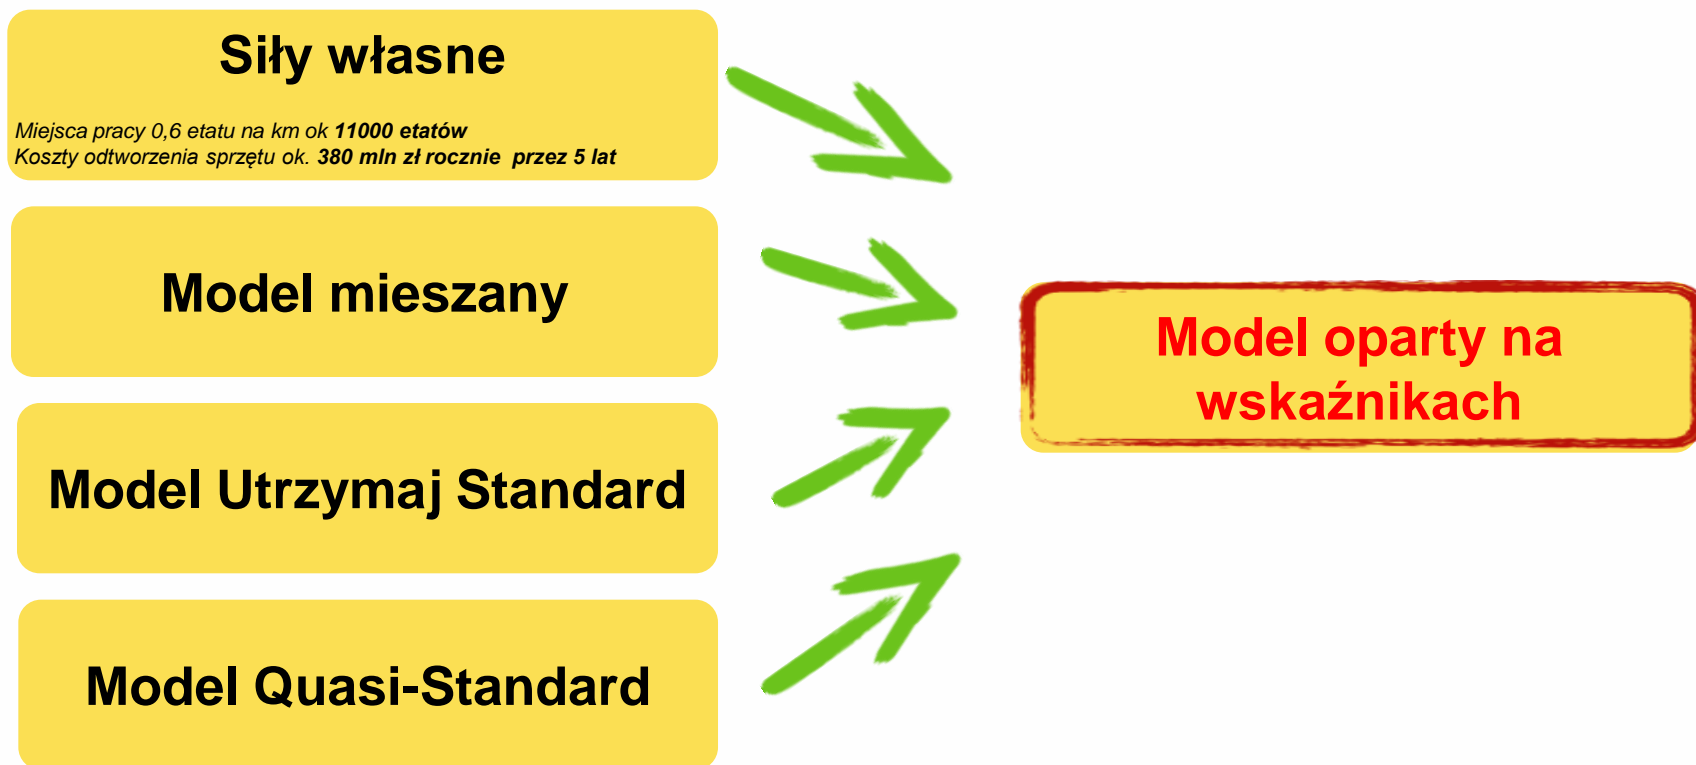 Siły własne
Miejsca pracy 0,6 etatu na km ok 11000 etatów
Koszty odtworzenia sprzętu ok. 380 mln zł rocznie przez 5 lat
Model mieszany
Model Utrzymaj Standard
Model Quasi-Standard
Model oparty na
wskaźnikach